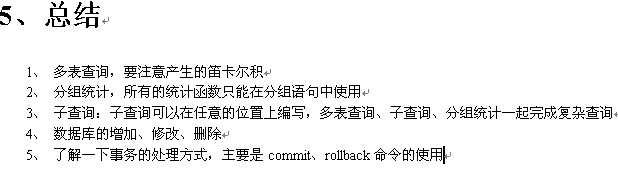 5、总结
1、 多表查询，要注意产生的笛卡尔积
2、 分组统计，所有的统计函数只能在分组语句中使用
3、 子查询：子查询可以在任意的位置上编写，多表查询、子查询、分组统计一起完成复杂查询
4、 数据库的增加、修改、删除
5、 了解一下事务的处理方式，主要是 commit、rollback 命令的使用